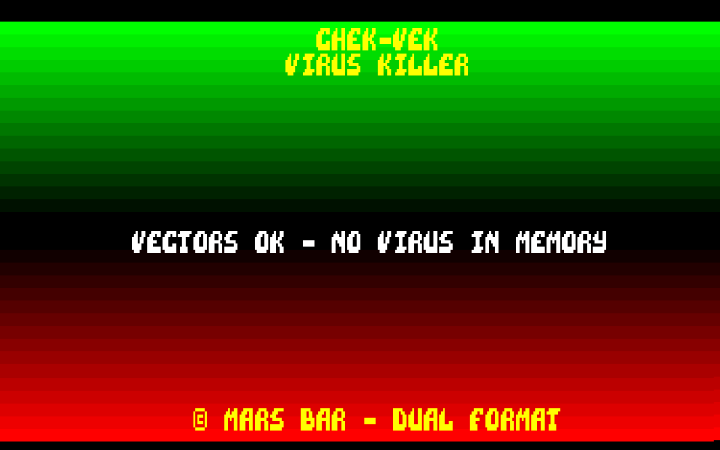 CHEK-VEK
VIRUS KILLER
VECTORS OK - NO VIRUS IN MEMORY
© MARS BAR - DUAL FORMAT